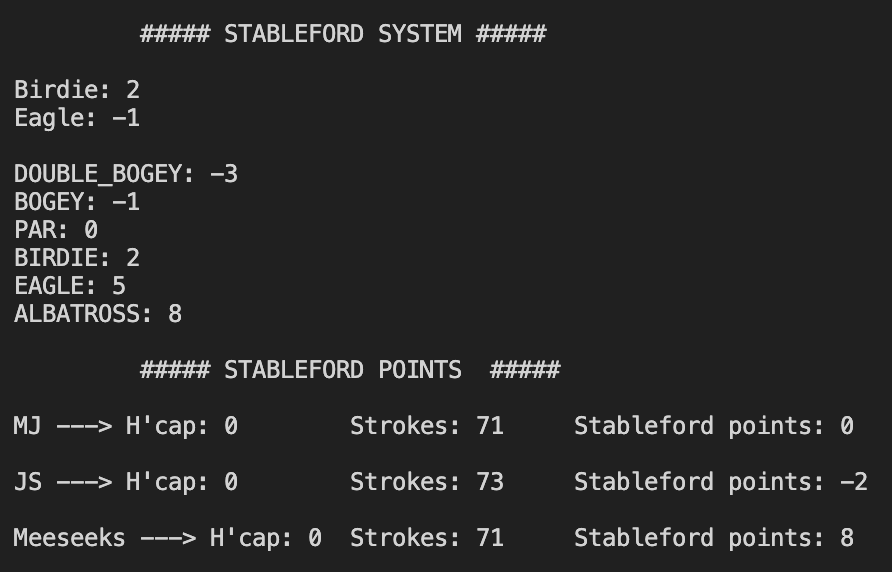 ##### STABLEFORD SYSTEM #####
Birdie: 2
Eagle: -1
DOUBLE_BOGEY: -3
BOGEY: -1
PAR: 0
BIRDIE: 2
EAGLE: 5
ALBATROSS: 8
##### STABLEFORD POINTS  #####
MJ ---> H'cap: 0        Strokes: 71     Stableford points: 0
JS ---> H'cap: 0        Strokes: 73     Stableford points: -2
Meeseeks ---> H'cap: 0  Strokes: 71     Stableford points: 8